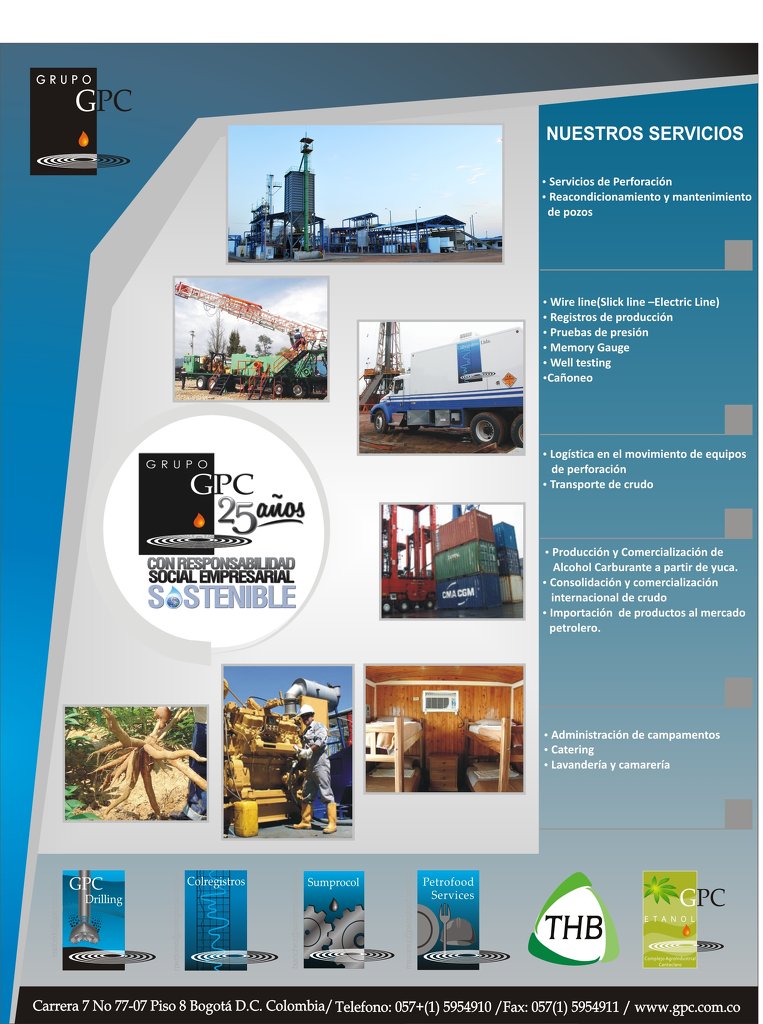 GRUPO
GPC
NUESTROS SERVICIOS
• Servicios de Perforación
• Reacondicionamiento y mantenimiento
de pozos
• Wire line(Slick line –Electric Line)
• Registros de producción
• Pruebas de presión
• Memory Gauge
• Well testing
•Cañoneo
• Logística en el movimiento de equipos
de perforación
• Transporte de crudo
• Producción y Comercialización de
Alcohol Carburante a partir de yuca.
• Consolidación y comercialización
internacional de crudo
• Importación de productos al mercado
petrolero.
• Administración de campamentos
• Catering
• Lavandería y camarería
GRUPO
GPC
25 años
CON RESPONSABILIDAD
SOCIAL EMPRESARIAL
SOSTENIBLE
CMA CGM
GPC
Drilling
Colregistros
Sumprocol
Petrofood
Services
THB
GPC
ETANOL
Complejo Agroindustrial
Cantaclaro
Carrera 7 No 77-07 Piso 8 Bogotá D.C. Colombia/ Telefono: 057+(1) 5954910 /Fax: 057(1) 5954911 / www.gpc.com.co